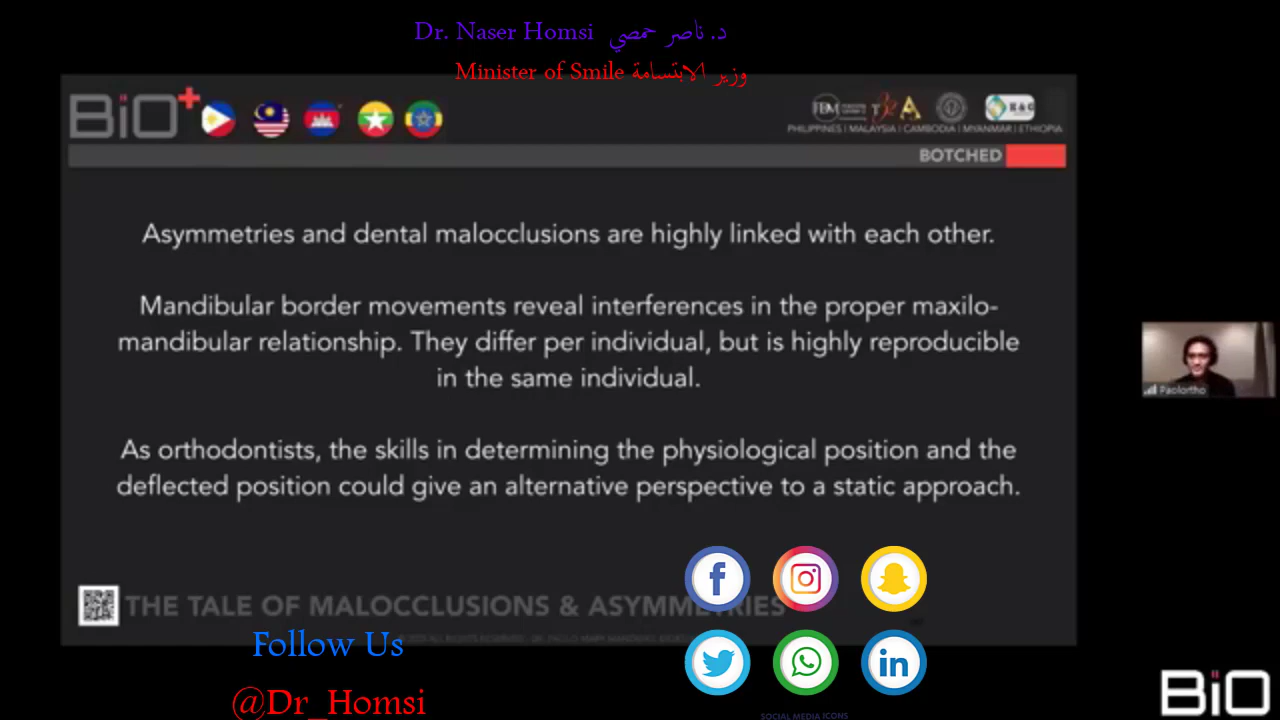 Dr. Naser Homsi د. ناصر حمصي
Minister of Smile وزير الابتسامة
BiO+
PHILIPPINES | MALAYSIA | CAMBODIA | MYANMAR | ETHIOPIA
BOTCHED
Asymmetries and dental malocclusions are highly linked with each other.
Mandibular border movements reveal interferences in the proper maxilo-
mandibular relationship. They differ per individual, but is highly reproducible
in the same individual.
As orthodontists, the skills in determining the physiological position and the
deflected position could give an alternative perspective to a static approach.
Paolortho
THE TALE OF MALOCCLUSIONS & ASYMMETRIES
Follow Us
@Dr_Homsi
SOCIAL MEDIA ICONS
BiO